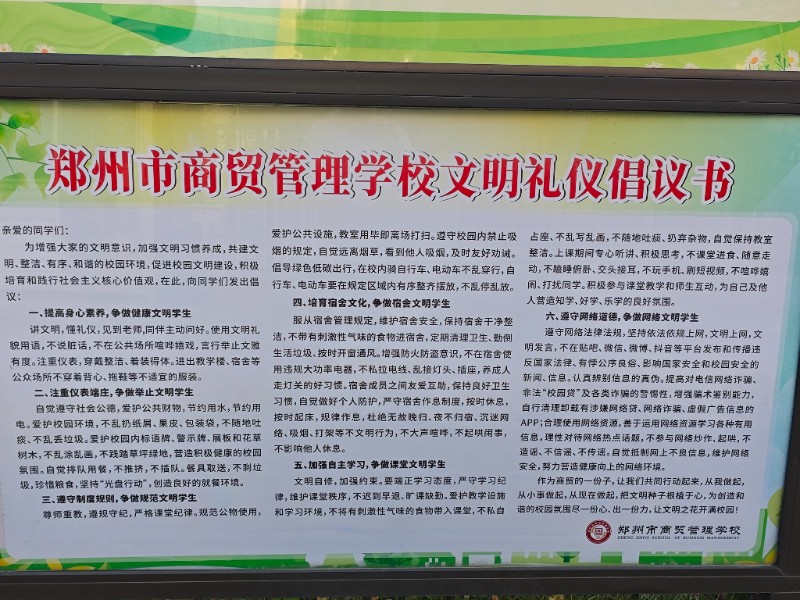 郑州市商贸管理学校文明礼仪倡议书
亲爱的同学们：
为增强大家的文明意识，加强文明习惯养成，共建文
明、整洁、有序、和谐的校园环境，促进校园文明建设，积极
培育和践行社会主义核心价值观，在此，向同学们发出倡
议：
一、提高身心素养，争做健康文明学生
讲文明，懂礼仪，见到老师，同伴主动问好。使用文明礼
貌用语，不说脏话，不在公共场所喧哗嬉戏，言行举止文雅
有度。注重仪表，穿戴整洁、着装得体，进出教学楼、宿舍等
公众场所不穿着背心、拖鞋等不适宜的服装。
二、注重仪表端庄，争做举止文明学生
自觉遵守社会公德，爱护公共财物，节约用水，节约用
电。爱护校园环境，不乱扔纸屑、果皮、包装袋，不随地吐
痰、不乱丢垃圾。爱护校园内标语牌、警示牌、展板和花草
树木，不乱涂乱画，不践踏草坪绿地，营造积极健康的校园
氛围。自觉排队用餐，不推挤，不插队。餐具取送，不剩垃
圾，珍惜粮食，坚持“光盘行动”，创造良好的就餐环境。
三、遵守制度规则，争做规范文明学生
尊师重教，遵规守纪，严格课堂纪律。规范公物使用，
爱护公共设施，教室用毕即离场打扫。遵守校园内禁止吸
烟的规定，自觉远离烟草，看到他人吸烟，及时友好劝诫。
倡导绿色低碳出行，在校内骑自行车、电动车不乱穿行，自
行车、电动车要在规定区域内有序整齐摆放，不乱停乱放。
四、培育宿舍文化，争做宿舍文明学生
服从宿舍管理规定，维护宿舍安全，保持宿舍干净整
洁，不带有刺激性气味的食物进宿舍，定期清理卫生、勤倒
生活垃圾、按时开窗通风。增强防火防盗意识，不在宿舍使
用违规大功率电器，不私拉电线、乱接灯头、插座，养成人
走灯关的好习惯。宿舍成员之间友爱互助，保持良好卫生
习惯，自觉做好个人防护，严守宿舍作息制度，按时休息，
按时起床，规律作息，杜绝无故晚归、夜不归宿、沉迷网
络、吸烟、打架等不文明行为，不大声喧哗，不起哄闹事，
不影响他人休息。
五、加强自主学习，争做课堂文明学生
文明自修，加强约束。要端正学习态度，严守学习纪
律，维护课堂秩序，不迟到早退、旷课缺勤。爱护教学设施
和学习环境，不将有刺激性气味的食物带入课堂，不私自
占座、不乱写乱画，不随地吐痰、扔弃杂物，自觉保持教室
整洁。上课期间专心听讲、积极思考，不课堂进食、随意走
动，不瞌睡俯卧、交头接耳，不玩手机、刷短视频，不喧哗嬉
闹、打扰同学。积极参与课堂教学和师生互动，为自己及他
人营造知学、好学、乐学的良好氛围。
六、遵守网络道德，争做网络文明学生
遵守网络法律法规，坚持依法依规上网，文明上网，文
明发言，不在贴吧、微信、微博、抖音等平台发布和传播违
反国家法律、有悖公序良俗、影响国家安全和校园安全的
新闻、信息。认真辨别信息的真伪。提高对电信网络诈骗、
非法“校园贷”及各类诈骗的警惕性，增强骗术鉴别能力，
自行清理卸载有涉嫌网络贷、网络诈骗、虚假广告信息的
APP；合理使用网络资源，善于运用网络资源学习各种有用
信息，理性对待网络热点话题，不参与网络炒作、起哄，不
造谣、不信谣、不传谣。自觉抵制网上不良信息，维护网络
安全，努力营造健康向上的网络环境。
作为商贸的一份子，让我们共同行动起来，从我做起，
从小事做起，从现在做起，把文明种子根植于心，为创造和
谐的校园氛围尽一份心、出一份力，让文明之花开满校园！
郑州市商贸管理学校
ZHENG ZHOU SCHOOL OF BUSINESS MANAGEMENT